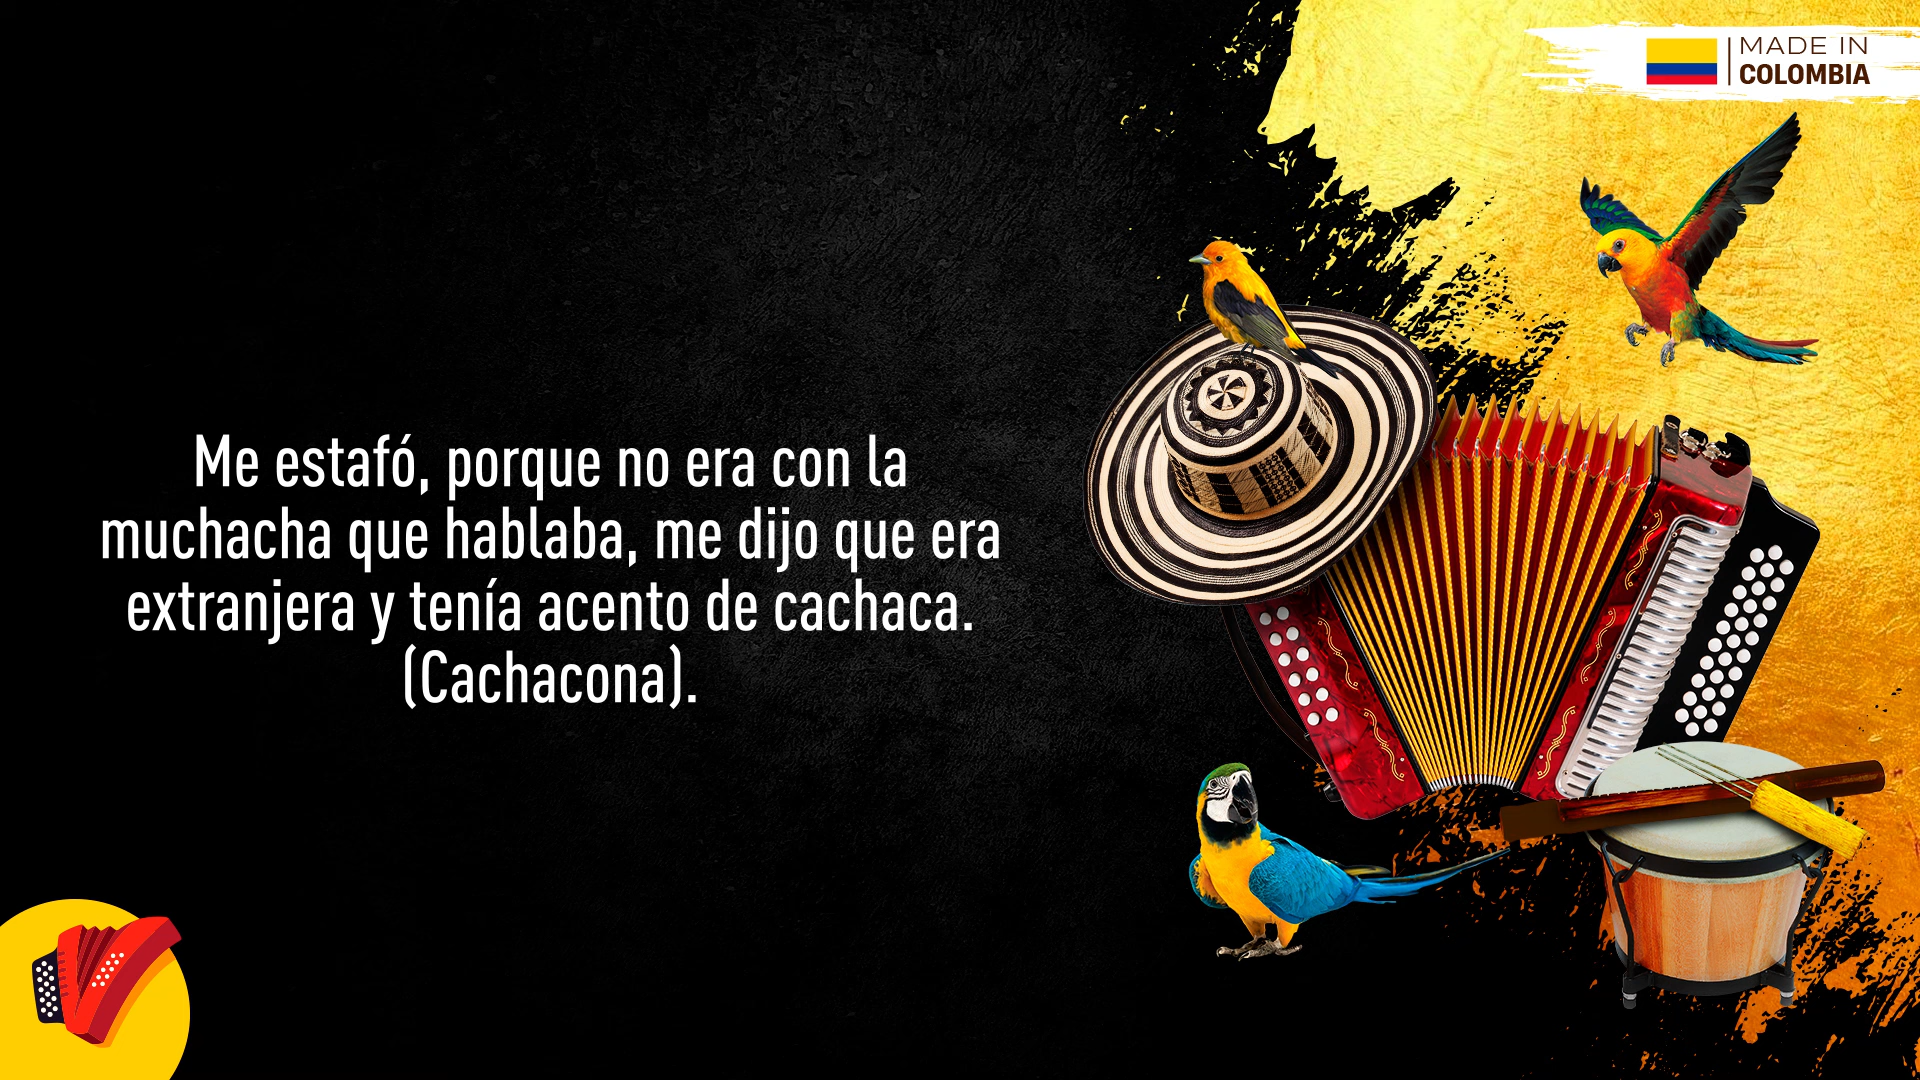 MADE IN
COLOMBIA
Me estafó, porque no era con la
muchacha que hablaba, me dijo que era
extranjera y tenía acento de cachaca.
(Cachacona).